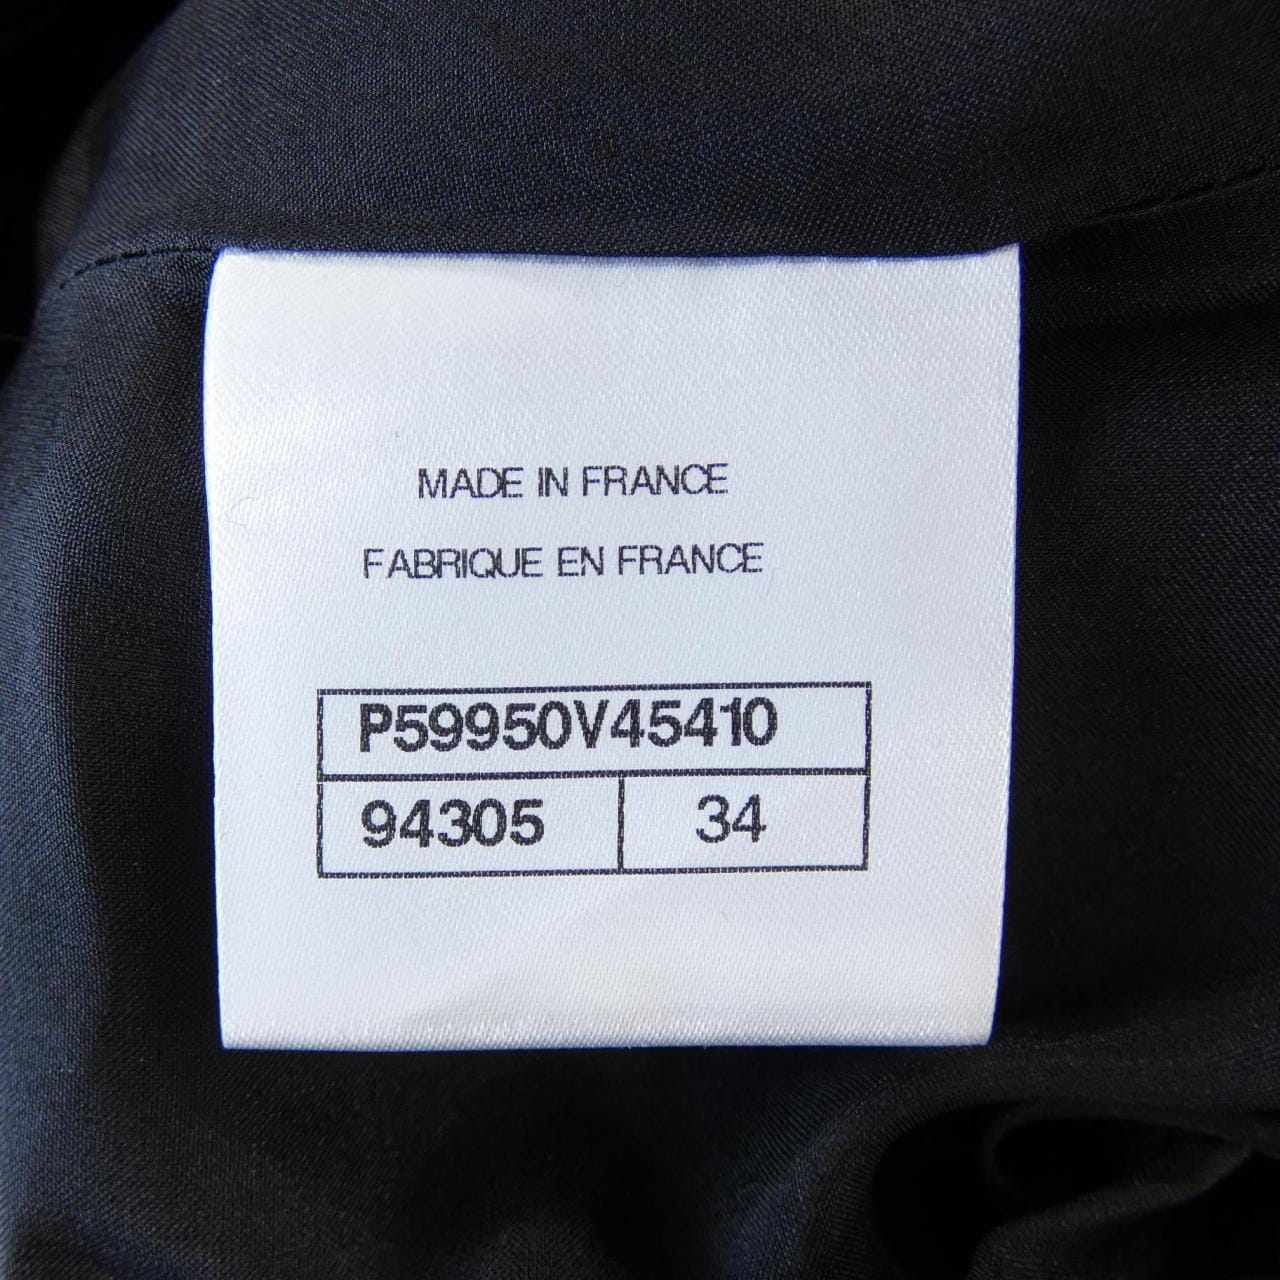 MADE IN FRANCE
FABRIQUE EN FRANCE
P59950V45410
94305 34